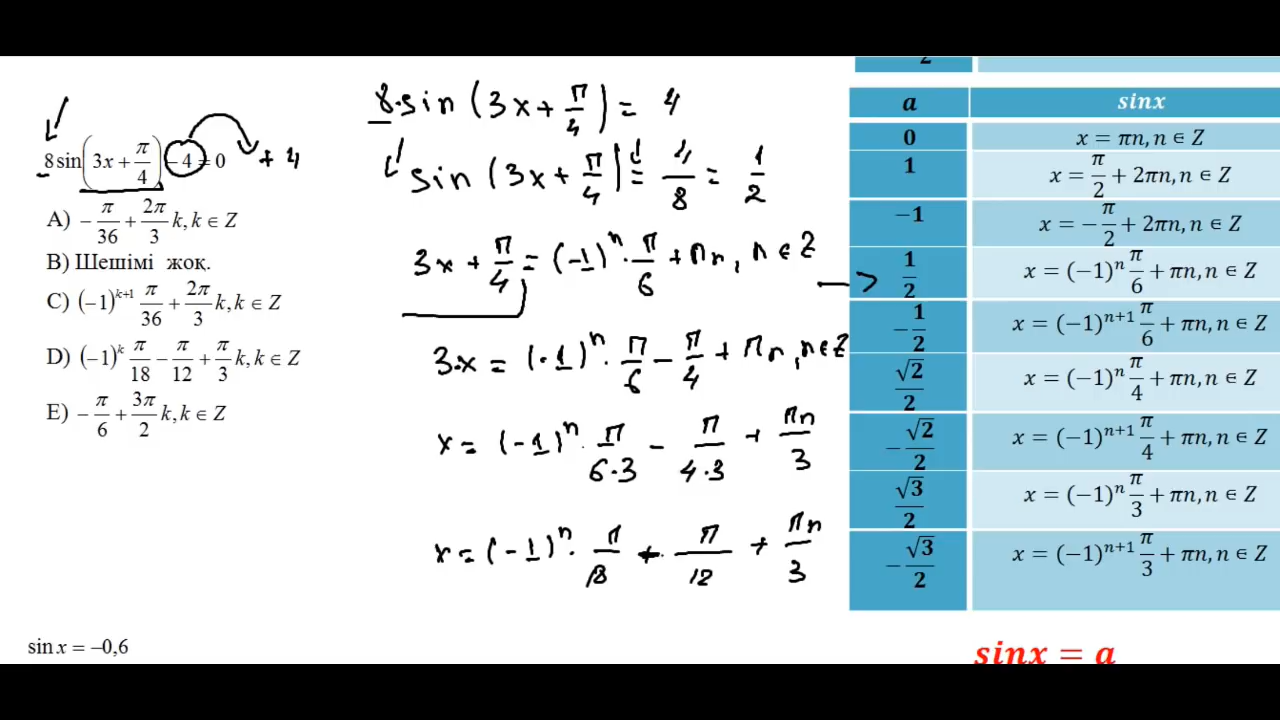 8 sin(3x + π/4) − 4 = 0 + 4
A) −π/36 + 2π/3 k, k ∈ Z
B) Шешімі жоқ.
C) (−1)^{k+1} π/36 + 2π/3 k, k ∈ Z
D) (−1)^k π/18 − π/12 + π/3 k, k ∈ Z
E) −π/6 + 3π/2 k, k ∈ Z
sin x = −0,6
8·sin(3x + π/4) = 4
sin(3x + π/4) = 4/8 = 1/2
3x + π/4 = (−1)^n · π/6 + πn, n ∈ Z
3·x = (−1)^n · π/6 − π/4 + πn, n ∈ Z
x = (−1)^n · π/6·3 − π/4·3 + πn/3
x = (−1)^n · π/18 − π/12 + πn/3
2
a sinx
0 x = πn, n ∈ Z
1 x = π/2 + 2πn, n ∈ Z
−1 x = −π/2 + 2πn, n ∈ Z
1/2 x = (−1)^n π/6 + πn, n ∈ Z
−1/2 x = (−1)^{n+1} π/6 + πn, n ∈ Z
√2/2 x = (−1)^n π/4 + πn, n ∈ Z
−√2/2 x = (−1)^{n+1} π/4 + πn, n ∈ Z
√3/2 x = (−1)^n π/3 + πn, n ∈ Z
−√3/2 x = (−1)^{n+1} π/3 + πn, n ∈ Z
sinx = a